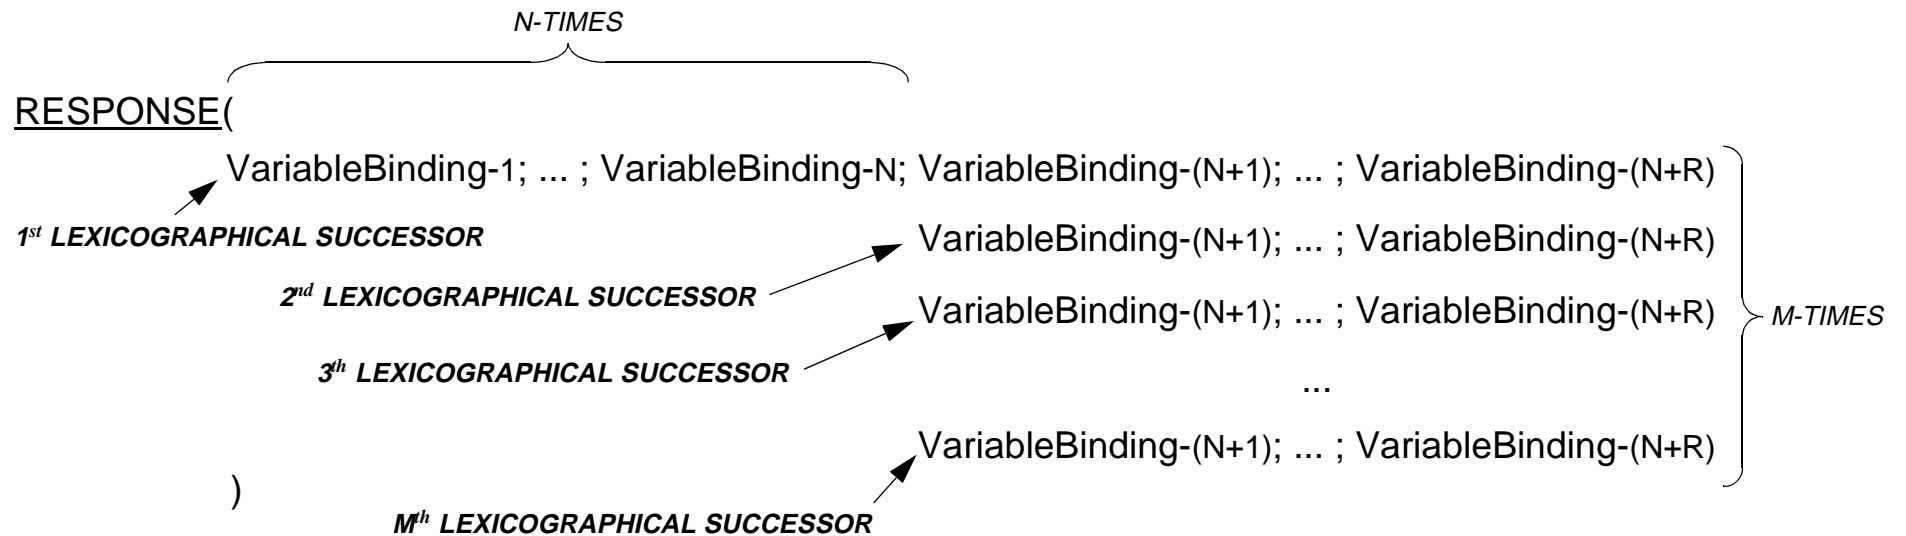 N-TIMES
RESPONSE(
VariableBinding-1; ... ; VariableBinding-N; VariableBinding-(N+1); ... ; VariableBinding-(N+R)
1st LEXICOGRAPHICAL SUCCESSOR
VariableBinding-(N+1); ... ; VariableBinding-(N+R)
2nd LEXICOGRAPHICAL SUCCESSOR
VariableBinding-(N+1); ... ; VariableBinding-(N+R)
M-TIMES
3th LEXICOGRAPHICAL SUCCESSOR
...
VariableBinding-(N+1); ... ; VariableBinding-(N+R)
)
Mth LEXICOGRAPHICAL SUCCESSOR